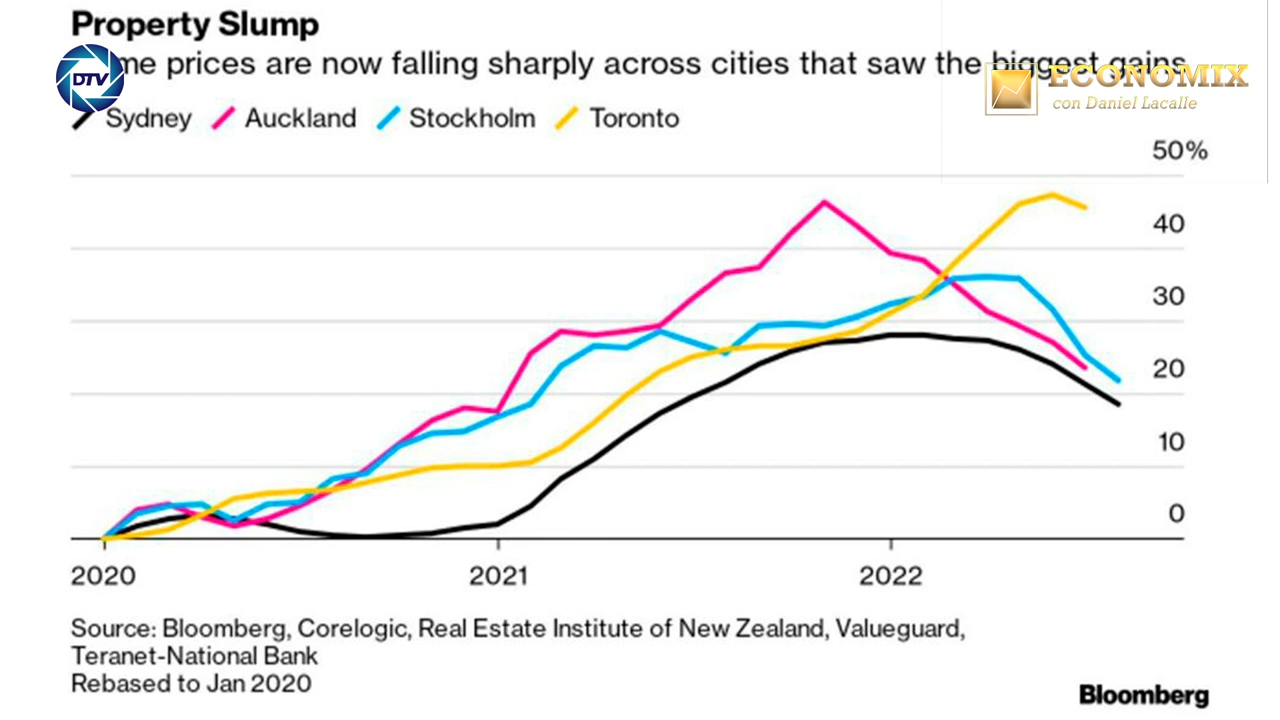 Property Slump
me prices are now falling sharply across cities that saw the biggest gains
DTV
ECONOMIX
con Daniel Lacalle
Sydney Auckland Stockholm Toronto
50%
40
30
20
10
0
2020 2021 2022
Source: Bloomberg, Corelogic, Real Estate Institute of New Zealand, Valueguard,
Teranet-National Bank
Rebased to Jan 2020
Bloomberg